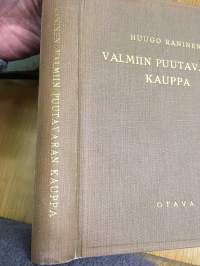 HUUGO RANINEN
VALMIIN PUUTAVARAN
KAUPPA
OTAVA
VALMIIN PUUTAVARAN KAUPPA